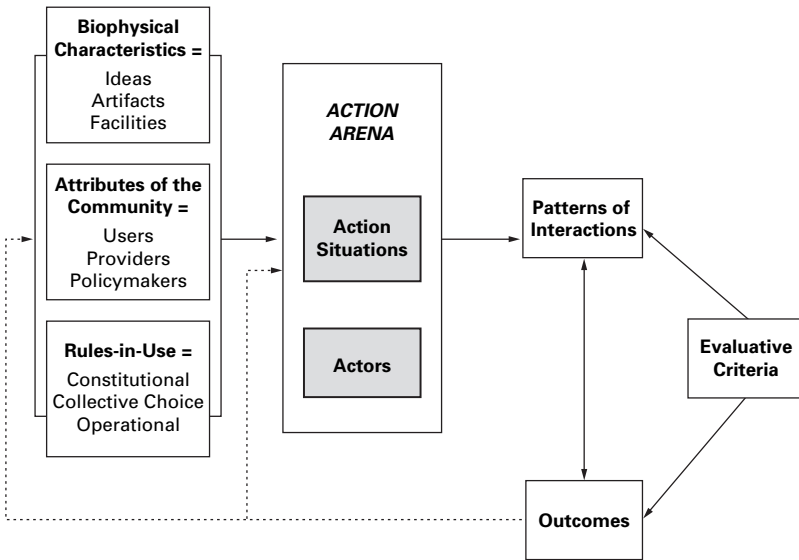 Biophysical
Characteristics =
Ideas
Artifacts
Facilities
Attributes of the
Community =
Users
Providers
Policymakers
Rules-in-Use =
Constitutional
Collective Choice
Operational
ACTION
ARENA
Action
Situations
Actors
Patterns of
Interactions
Outcomes
Evaluative
Criteria